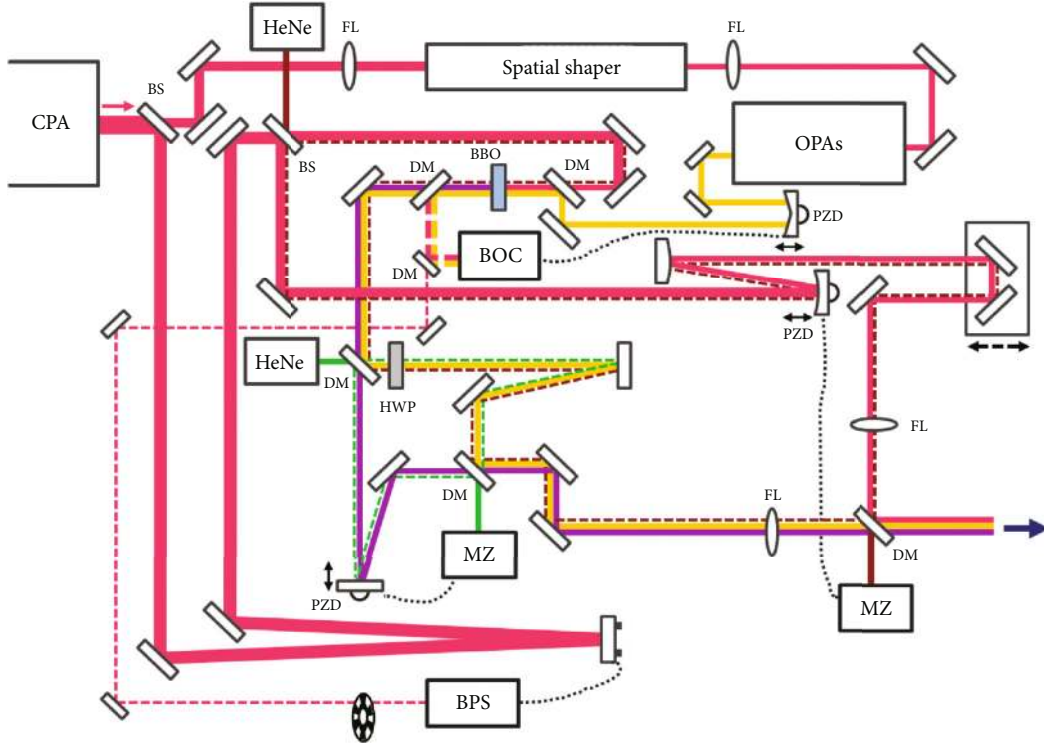 HeNe
FL
FL
CPA
BS
Spatial shaper
OPAs
BS
DM
BBO
DM
PZD
DM
BOC
PZD
HeNe
DM
HWP
FL
DM
FL
MZ
DM
PZD
MZ
BPS